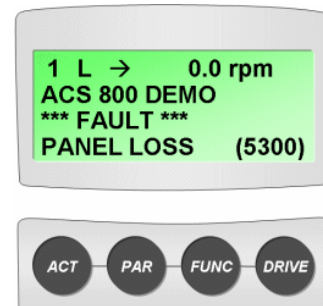 1 L → 0.0 rpm
ACS 800 DEMO
*** FAULT ***
PANEL LOSS (5300)
ACT PAR FUNC DRIVE